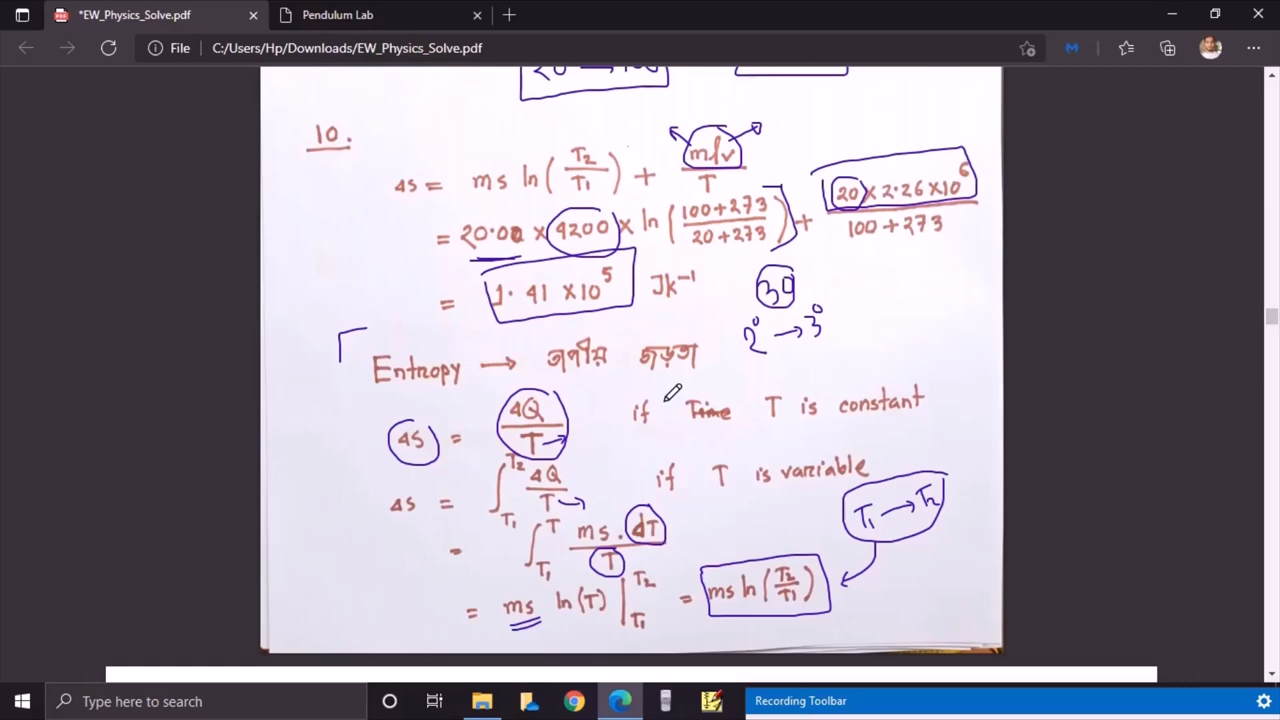 *EW_Physics_Solve.pdf
Pendulum Lab
File
C:/Users/Hp/Downloads/EW_Physics_Solve.pdf
10.
ΔS = ms ln(T2/T1) + mlv/T
= 20.00 × 4200 × ln(100+273/20+273) + 20×2.26×10^6/100+273
= 1.41 ×10^5 Jk^-1
30
2° → 3°
Entropy → তাপীয় জড়তা
ΔS = ΔQ/T if Time T is constant
ΔS = ∫T1 T2 ΔQ/T → if T is variable
T1 → T2
= ∫T1 T ms. dT/T
= ms ln(T)|T1 T2 = ms ln(T2/T1)
Type here to search
Recording Toolbar